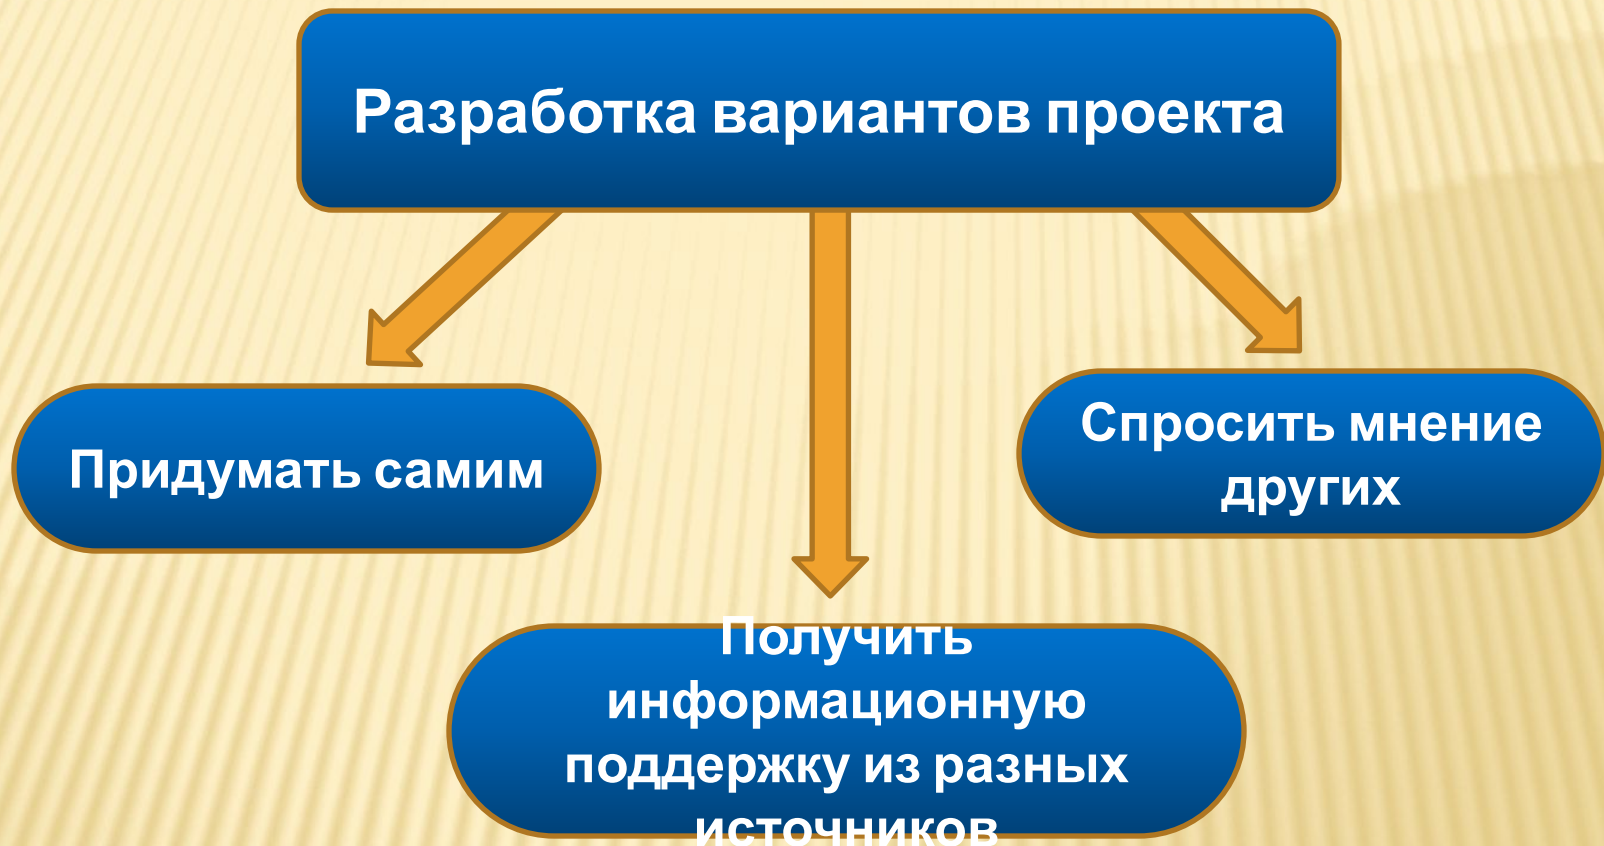 Разработка вариантов проекта
Придумать самим
Спросить мнение
других
Получить
информационную
поддержку из разных
источников